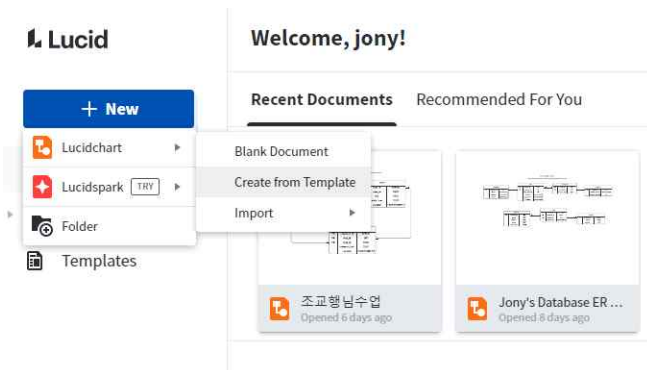 Lucid
Welcome, jony!
+ New
Recent Documents
Recommended For You
Lucidchart
Blank Document
Lucidspark TRY
Create from Template
Folder
Import
Templates
조교행님수업
Opened 6 days ago
Jony's Database ER ...
Opened 8 days ago